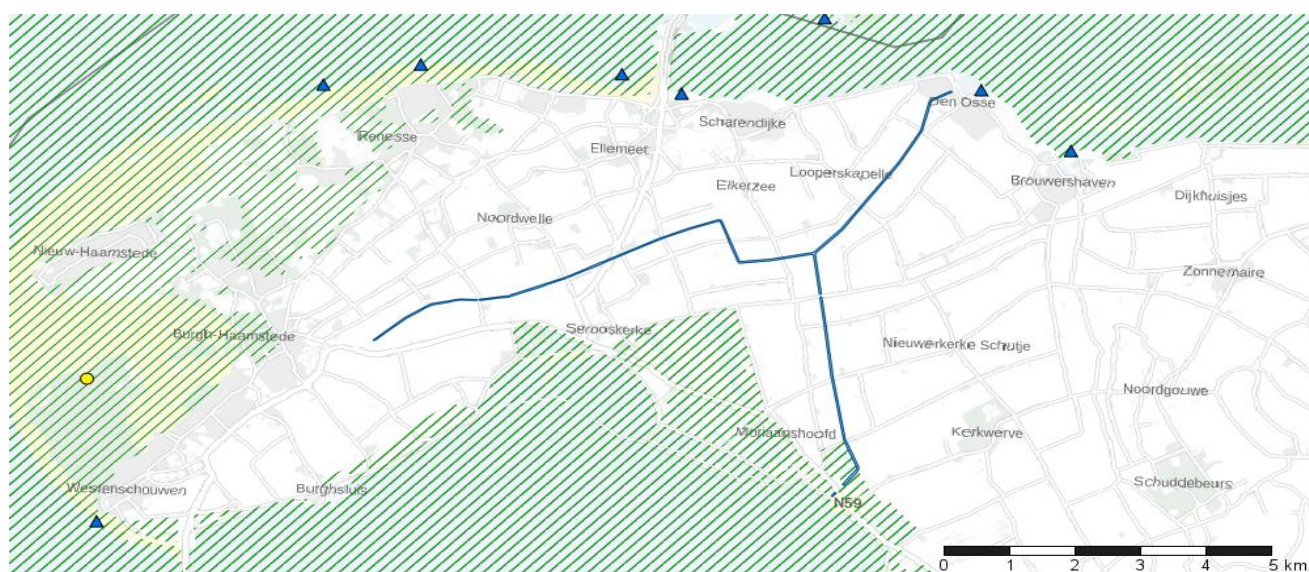 Den Osse
Scharendijke
Renesse
Ellemeet
Looperskapelle
Elkerzee
Brouwershaven
Dijkhuisjes
Noordwelle
Nieuw-Haamstede
Zonnemaire
Burgh-Haamstede
Serooskerke
Nieuwerkerke Schutje
Noordgouwe
Moriaanshoofd
Kerkwerve
Westenschouwen
Burghsluis
Schuddebeurs
N59
0 1 2 3 4 5 km